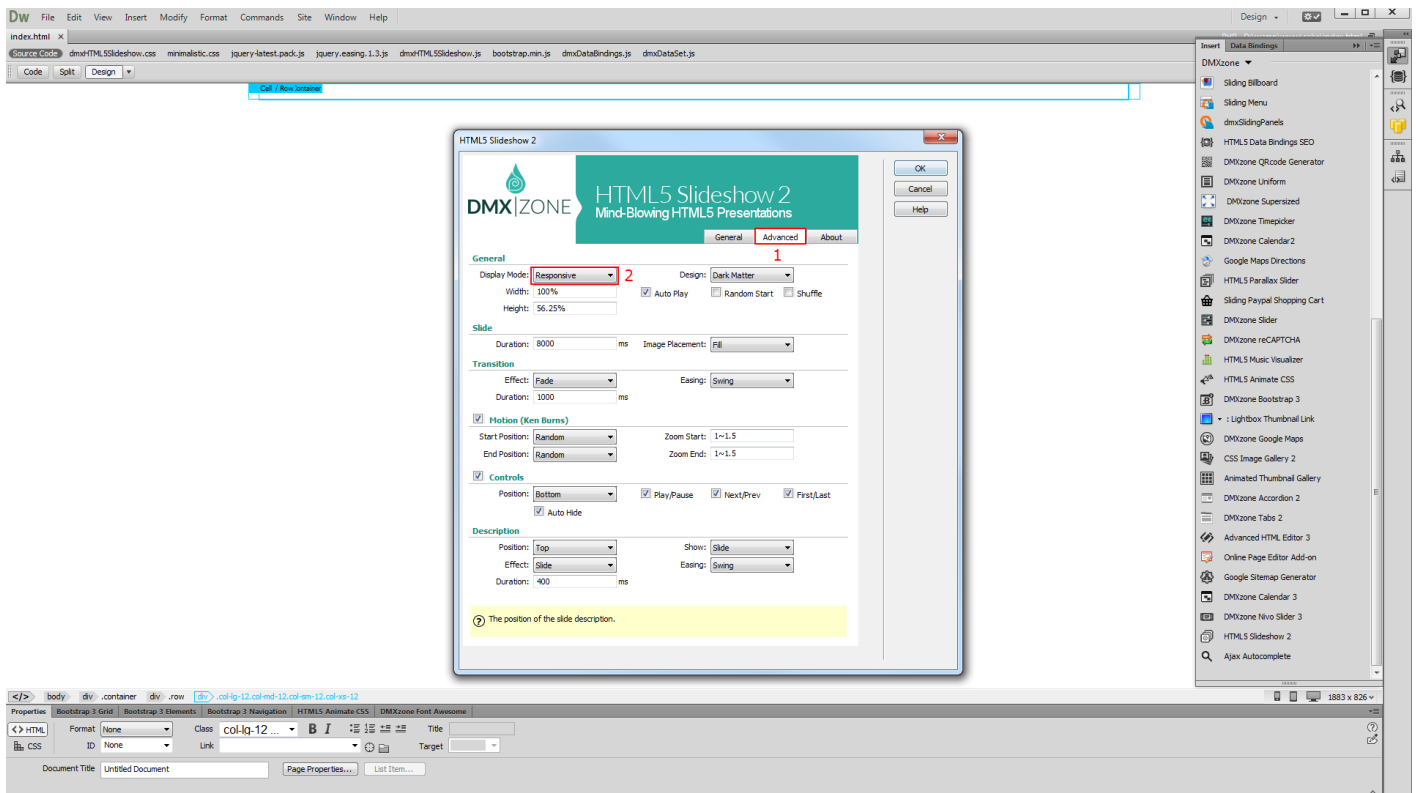 Dw File Edit View Insert Modify Format Commands Site Window Help
Design
index.html ×
Source Code dmxHTML5Slideshow.css minimalistic.css jquery-latest.pack.js jquery.easing.1.3.js dmxHTML5Slideshow.js bootstrap.min.js dmxDataBindings.js dmxDataSet.js
Code Split Design
Cell / Row
HTML5 Slideshow 2
DMX|ZONE
HTML5 Slideshow 2
Mind-Blowing HTML5 Presentations
General Advanced About
1
OK
Cancel
Help
General
Display Mode: Responsive 2 Design: Dark Matter
Width: 100% Auto Play Random Start Shuffle
Height: 56.25%
Slide
Duration: 8000 ms Image Placement: Fill
Transition
Effect: Fade Easing: Swing
Duration: 1000 ms
Motion (Ken Burns)
Start Position: Random Zoom Start: 1~1.5
End Position: Random Zoom End: 1~1.5
Controls
Position: Bottom Play/Pause Next/Prev First/Last
Auto Hide
Description
Position: Top Show: Slide
Effect: Slide Easing: Swing
Duration: 400 ms
? The position of the slide description.
Insert Data Bindings
DMXzone
Sliding Billboard
Sliding Menu
dmxSlidingPanels
HTML5 Data Bindings SEO
DMXzone QRcode Generator
DMXzone Uniform
DMXzone Supersized
DMXzone Timepicker
DMXzone Calendar2
Google Maps Directions
HTML5 Parallax Slider
Sliding Paypal Shopping Cart
DMXzone Slider
DMXzone reCAPTCHA
HTML5 Music Visualizer
HTML5 Animate CSS
DMXzone Bootstrap 3
: Lightbox Thumbnail Link
DMXzone Google Maps
CSS Image Gallery 2
Animated Thumbnail Gallery
DMXzone Accordion 2
DMXzone Tabs 2
Advanced HTML Editor 3
Online Page Editor Add-on
Google Sitemap Generator
DMXzone Calendar 3
DMXzone Nivo Slider 3
HTML5 Slideshow 2
Ajax Autocomplete
</> body div .container div .row div .col-lg-12.col-md-12.col-sm-12.col-xs-12
1883 x 826
Properties Bootstrap 3 Grid Bootstrap 3 Elements Bootstrap 3 Navigation HTML5 Animate CSS DMXzone Font Awesome
<> HTML Format None Class col-lg-12 ... B I Title
CSS ID None Link Target
Document Title Untitled Document Page Properties... List Item...